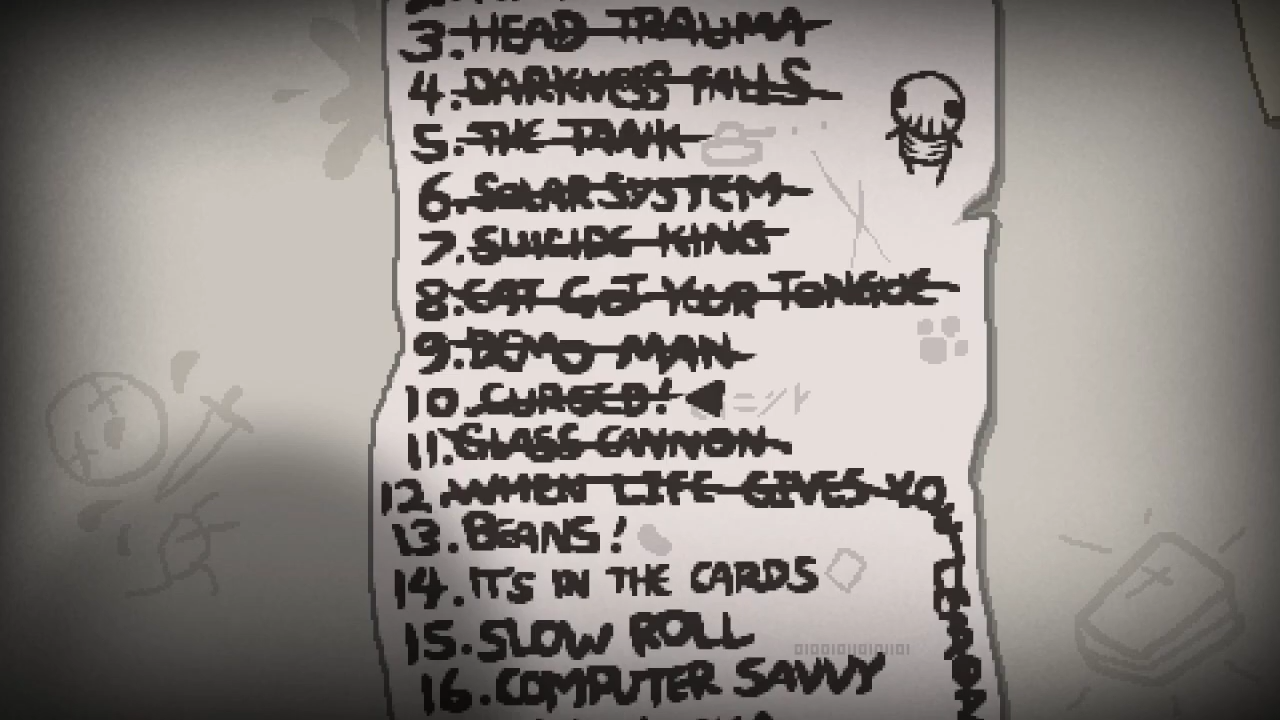 3. HEAD TRAUMA
4. DARKNESS FALLS
5. THE TANK
6. SOLAR SYSTEM
7. SUICIDE KING
8. CAT GOT YOUR TONGUE
9. DEMO MAN
10. CURSED!
11. GLASS CANNON
12. WHEN LIFE GIVES YOU LEMON
13. BEANS!
14. IT'S IN THE CARDS
15. SLOW ROLL
16. COMPUTER SAVVY